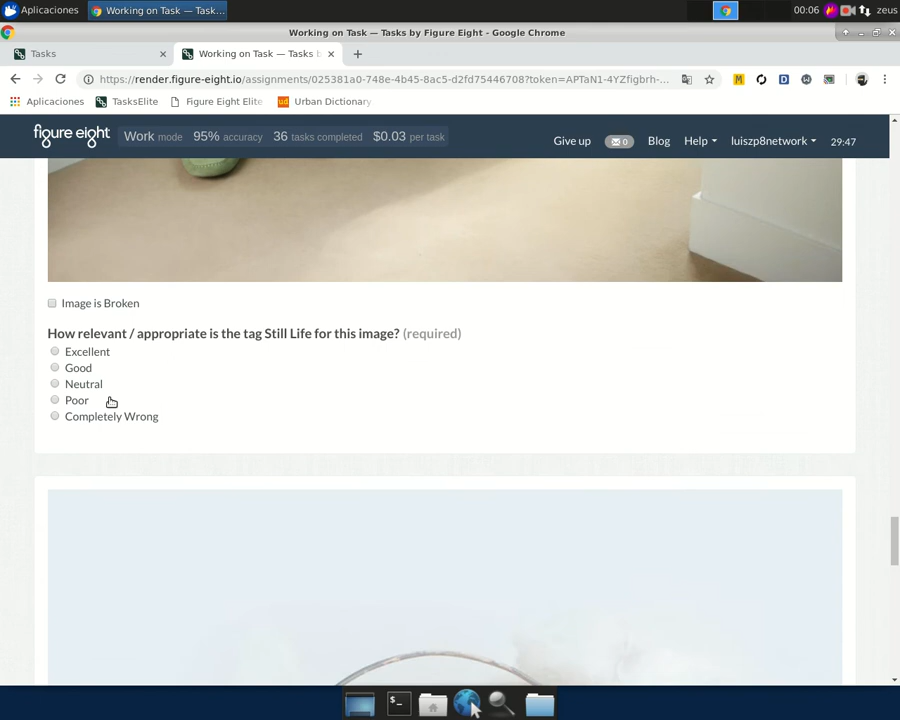 Aplicaciones
Working on Task — Task...
00:06
zeus
Working on Task — Tasks by Figure Eight - Google Chrome
Tasks
Working on Task — Tasks b
https://render.figure-eight.io/assignments/025381a0-748e-4b45-8ac5-d2fd75446708?token=APTaN1-4YZfigbrh-...
Aplicaciones
TasksElite
Figure Eight Elite
ud
Urban Dictionary
figure eight
Work mode
95% accuracy
36 tasks completed
$0.03 per task
Give up
0
Blog
Help
luiszp8network
29:47
Image is Broken
How relevant / appropriate is the tag Still Life for this image? (required)
Excellent
Good
Neutral
Poor
Completely Wrong